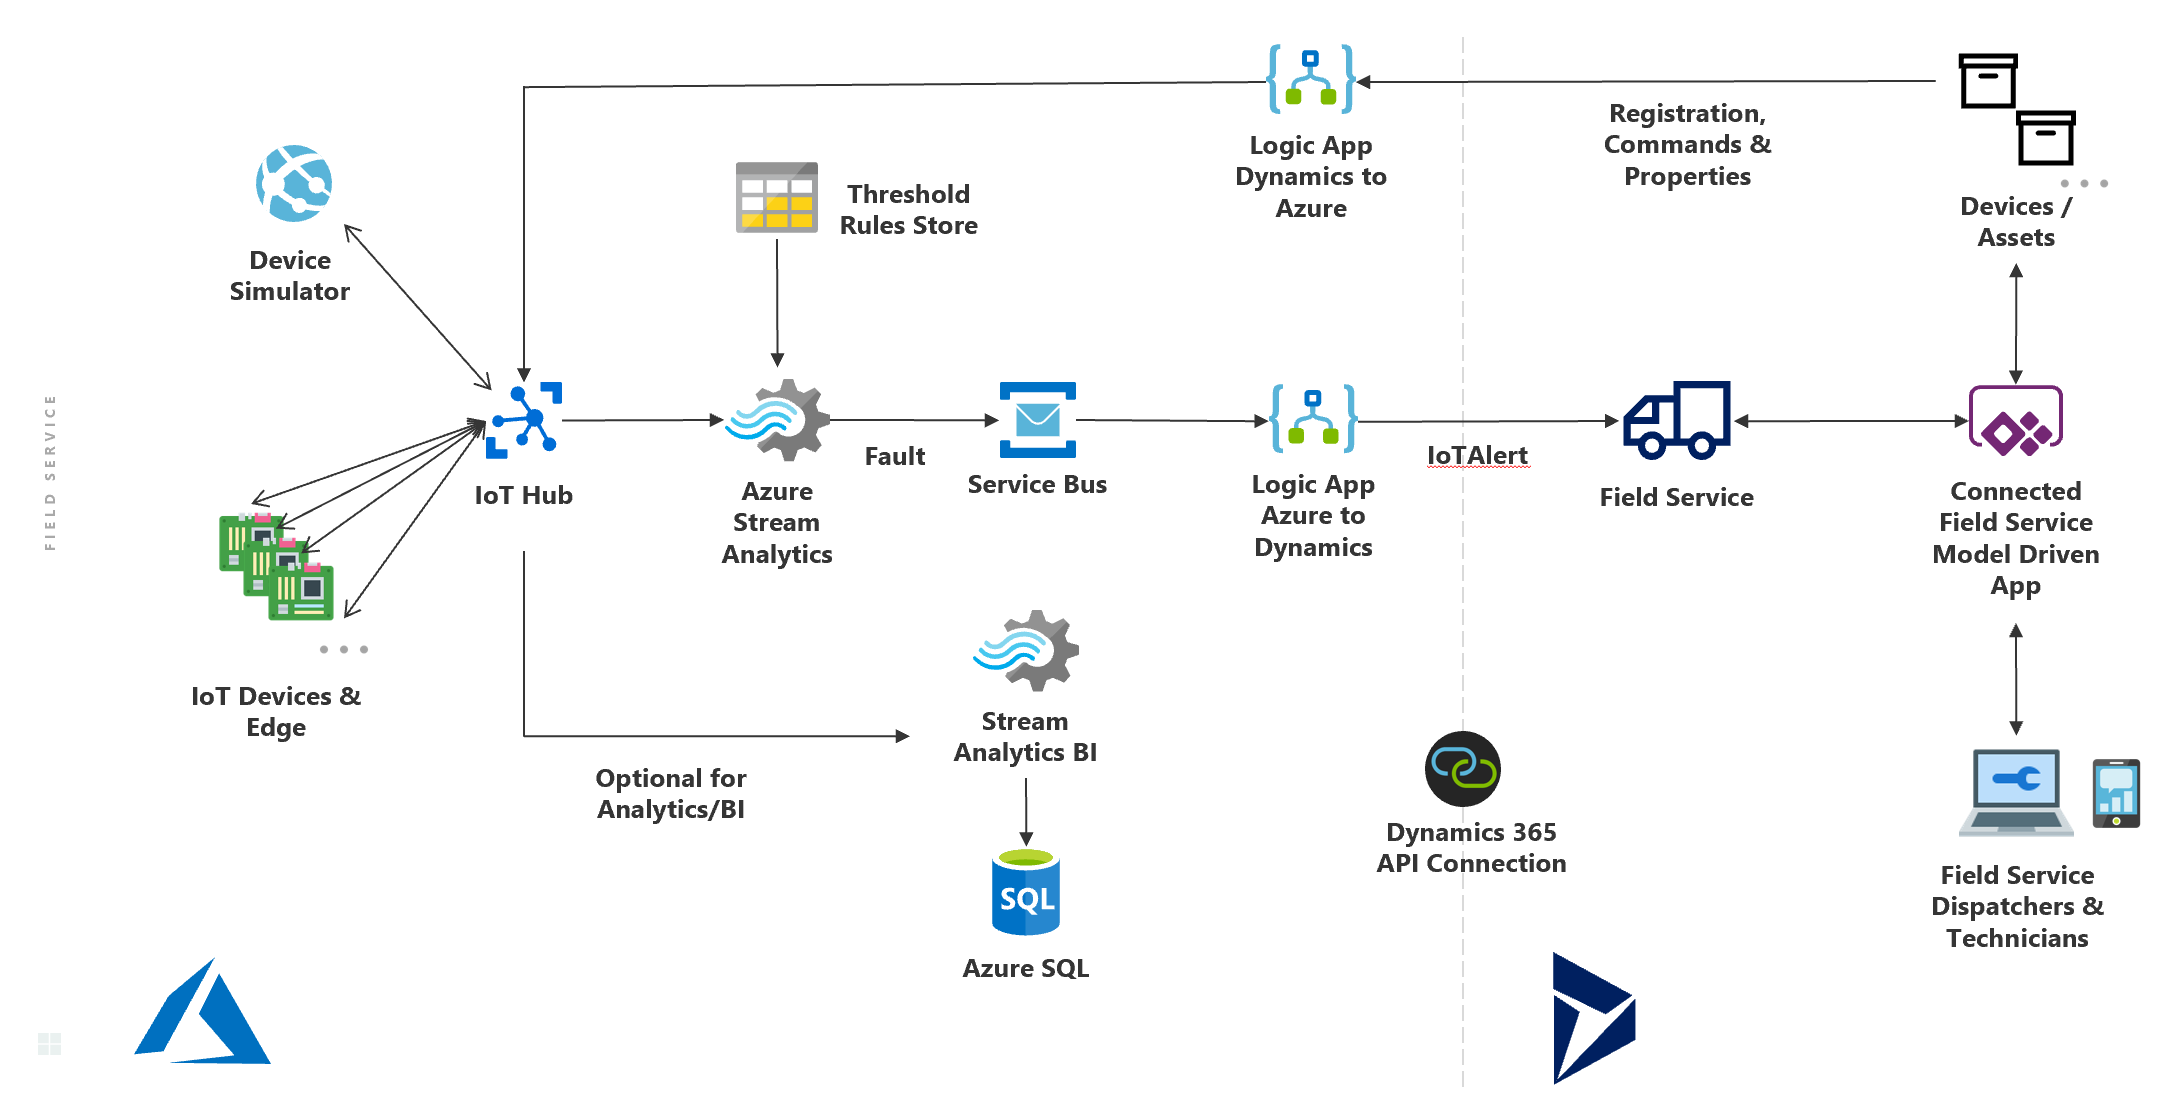 FIELD SERVICE
Logic App
Dynamics to
Azure
Registration,
Commands &
Properties
Devices /
Assets
Threshold
Rules Store
Device
Simulator
IoT Hub
Azure
Stream
Analytics
Fault
Service Bus
Logic App
Azure to
Dynamics
IoTAlert
Field Service
Connected
Field Service
Model Driven
App
IoT Devices &
Edge
Stream
Analytics BI
Optional for
Analytics/BI
SQL
Azure SQL
Dynamics 365
API Connection
Field Service
Dispatchers &
Technicians